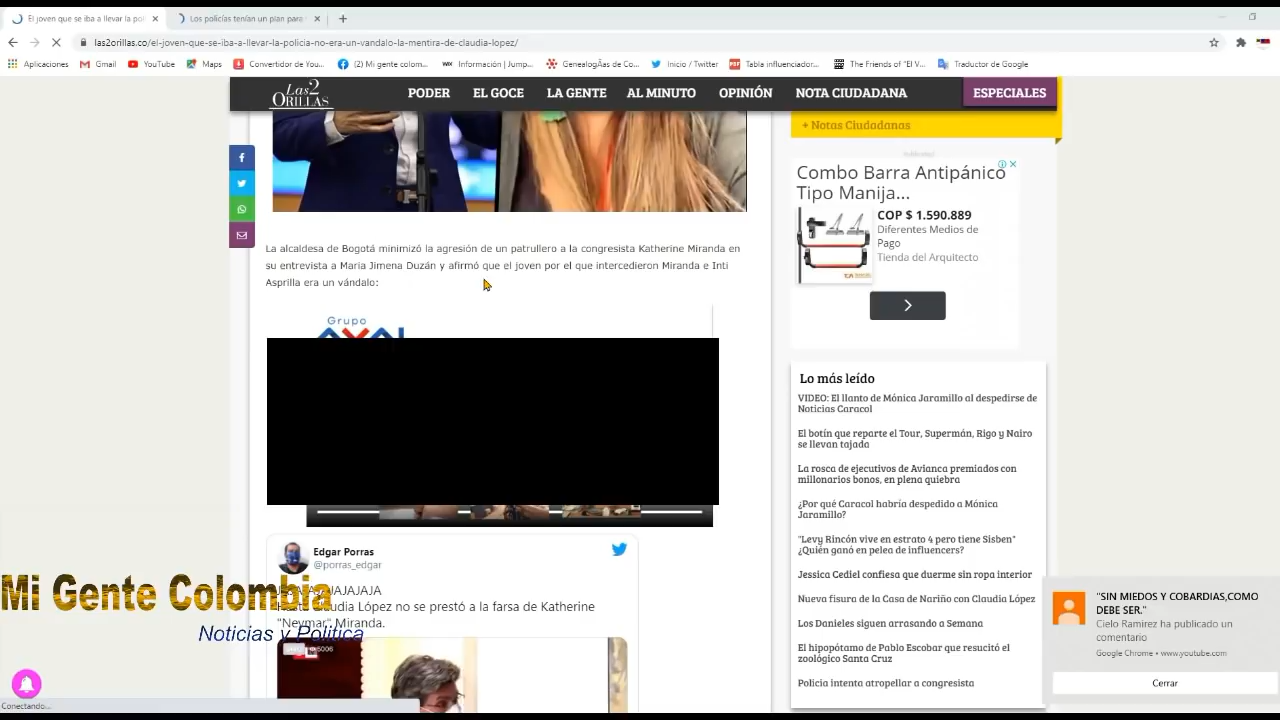 El joven que se iba a llevar la pol
Los policías tenían un plan para
las2orillas.co/el-joven-que-se-iba-a-llevar-la-policia-no-era-un-vandalo-la-mentira-de-claudia-lopez/
Aplicaciones
Gmail
YouTube
Maps
Convertidor de You...
(2) Mi gente colom...
Información | Jump...
GenealogÃas de Co...
Inicio / Twitter
Tabla influenciador...
The Friends of "El V...
Traductor de Google
Las2
ORILLAS
PODER
EL GOCE
LA GENTE
AL MINUTO
OPINIÓN
NOTA CIUDADANA
ESPECIALES
+ Notas Ciudadanas
La alcaldesa de Bogotá minimizó la agresión de un patrullero a la congresista Katherine Miranda en
su entrevista a Maria Jimena Duzán y afirmó que el joven por el que intercedieron Miranda e Inti
Asprilla era un vándalo:
Grupo
AVAL
Edgar Porras
@porras_edgar
Claudia López no se prestó a la farsa de Katherine
"Neymar" Miranda.
Mi Gente Colombia
Noticias y Politica
Conectando...
Publicidad
Combo Barra Antipánico
Tipo Manija...
COP $ 1.590.889
Diferentes Medios de
Pago
Tienda del Arquitecto
Lo más leído
VIDEO: El llanto de Mónica Jaramillo al despedirse de
Noticias Caracol
El botín que reparte el Tour, Supermán, Rigo y Nairo
se llevan tajada
La rosca de ejecutivos de Avianca premiados con
millonarios bonos, en plena quiebra
¿Por qué Caracol habría despedido a Mónica
Jaramillo?
"Levy Rincón vive en estrato 4 pero tiene Sisben"
¿Quién ganó en pelea de influencers?
Jessica Cediel confiesa que duerme sin ropa interior
Nueva fisura de la Casa de Nariño con Claudia López
Los Danieles siguen arrasando a Semana
El hipopótamo de Pablo Escobar que resucitó el
zoológico Santa Cruz
Policia intenta atropellar a congresista
"SIN MIEDOS Y COBARDIAS,COMO
DEBE SER."
Cielo Ramirez ha publicado un
comentario
Google Chrome • www.youtube.com
Cerrar